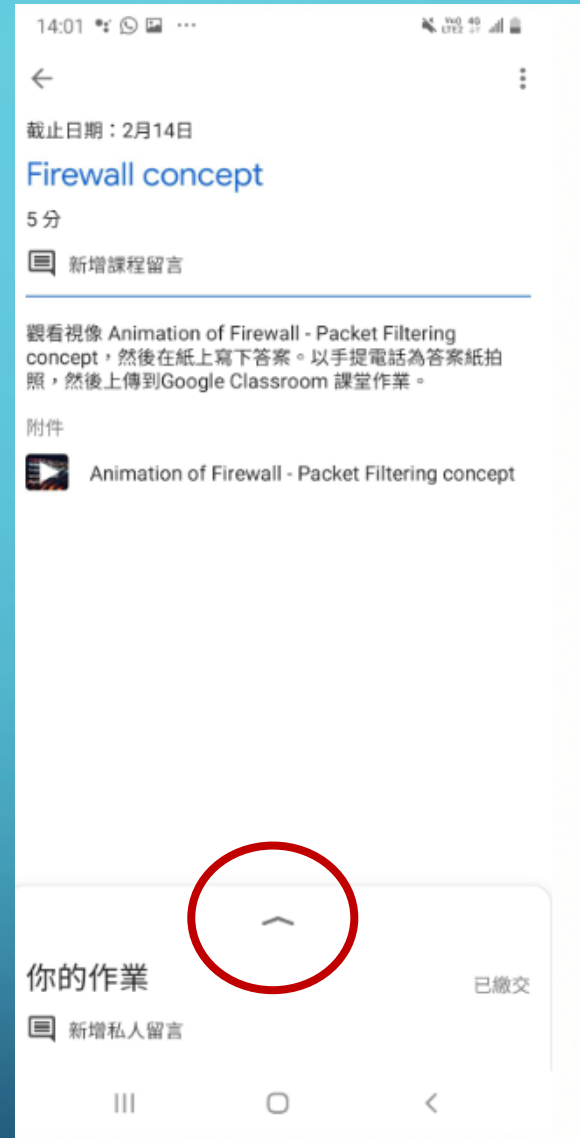 14:01
VoO 4G
LTE2
截止日期：2月14日
Firewall concept
5 分
新增課程留言
觀看視像 Animation of Firewall - Packet Filtering
concept，然後在紙上寫下答案。以手提電話為答案紙拍
照，然後上傳到Google Classroom 課堂作業。
附件
Animation of Firewall - Packet Filtering concept
你的作業
已繳交
新增私人留言